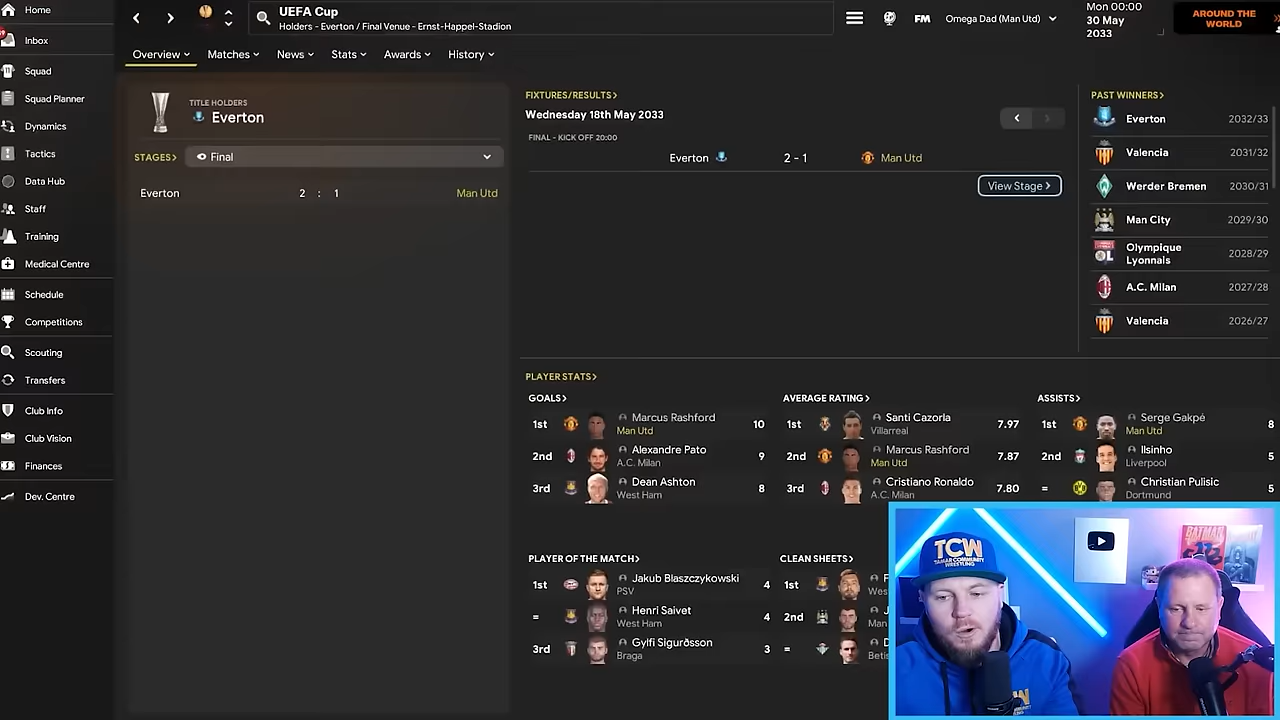 Home
UEFA Cup
Holders - Everton / Final Venue - Ernst-Happel-Stadion
FM
Omega Dad (Man Utd)
Mon 00:00
30 May
2033
AROUND THE
WORLD
Inbox
Squad
Squad Planner
Dynamics
Tactics
Data Hub
Staff
Training
Medical Centre
Schedule
Competitions
Scouting
Transfers
Club Info
Club Vision
Finances
Dev. Centre
Overview
Matches
News
Stats
Awards
History
TITLE HOLDERS
Everton
STAGES
Final
Everton 2 : 1 Man Utd
FIXTURES/RESULTS
Wednesday 18th May 2033
FINAL - KICK OFF 20:00
Everton 2 - 1 Man Utd
View Stage
PAST WINNERS
Everton 2032/33
Valencia 2031/32
Werder Bremen 2030/31
Man City 2029/30
Olympique
Lyonnais 2028/29
A.C. Milan 2027/28
Valencia 2026/27
PLAYER STATS
GOALS
1st Marcus Rashford 10
Man Utd
2nd Alexandre Pato 9
A.C. Milan
3rd Dean Ashton 8
West Ham
AVERAGE RATING
1st Santi Cazorla 7.97
Villarreal
2nd Marcus Rashford 7.87
Man Utd
3rd Cristiano Ronaldo 7.80
A.C. Milan
ASSISTS
1st Serge Gakpé 8
Man Utd
2nd Ilsinho 5
Liverpool
= Christian Pulisic 5
Dortmund
PLAYER OF THE MATCH
1st Jakub Blaszczykowski 4
PSV
= Henri Saivet 4
West Ham
3rd Gylfi Sigurðsson 3
Braga
CLEAN SHEETS
1st F
Wes
2nd J
Man
= D
Betis
TCW
TAMAR COMMUNITY
WRESTLING
BATMAN